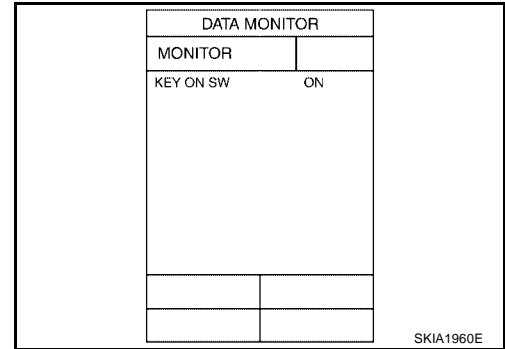 DATA MONITOR
MONITOR
KEY ON SW ON
SKIA1960E